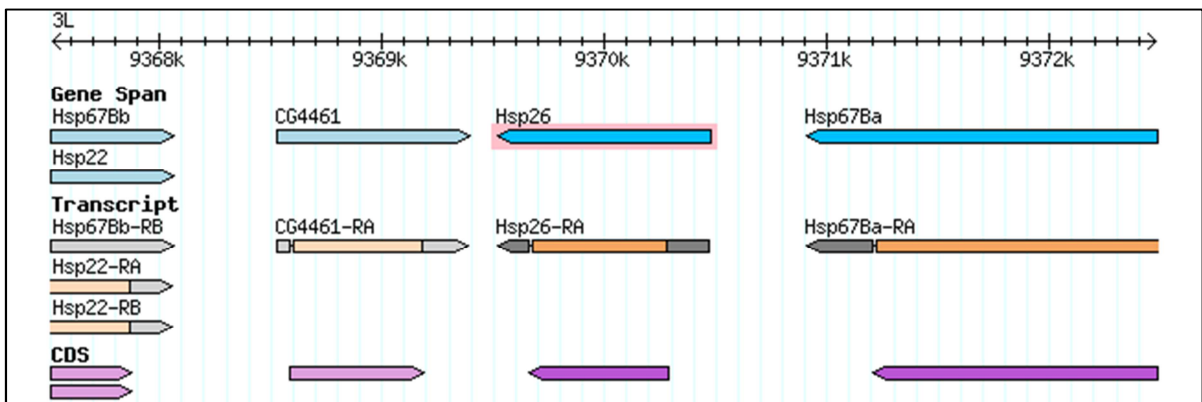 3L
9368k 9369k 9370k 9371k 9372k
Gene Span
Hsp67Bb CG4461 Hsp26 Hsp67Ba
Hsp22
Transcript
Hsp67Bb-RB CG4461-RA Hsp26-RA Hsp67Ba-RA
Hsp22-RA
Hsp22-RB
CDS